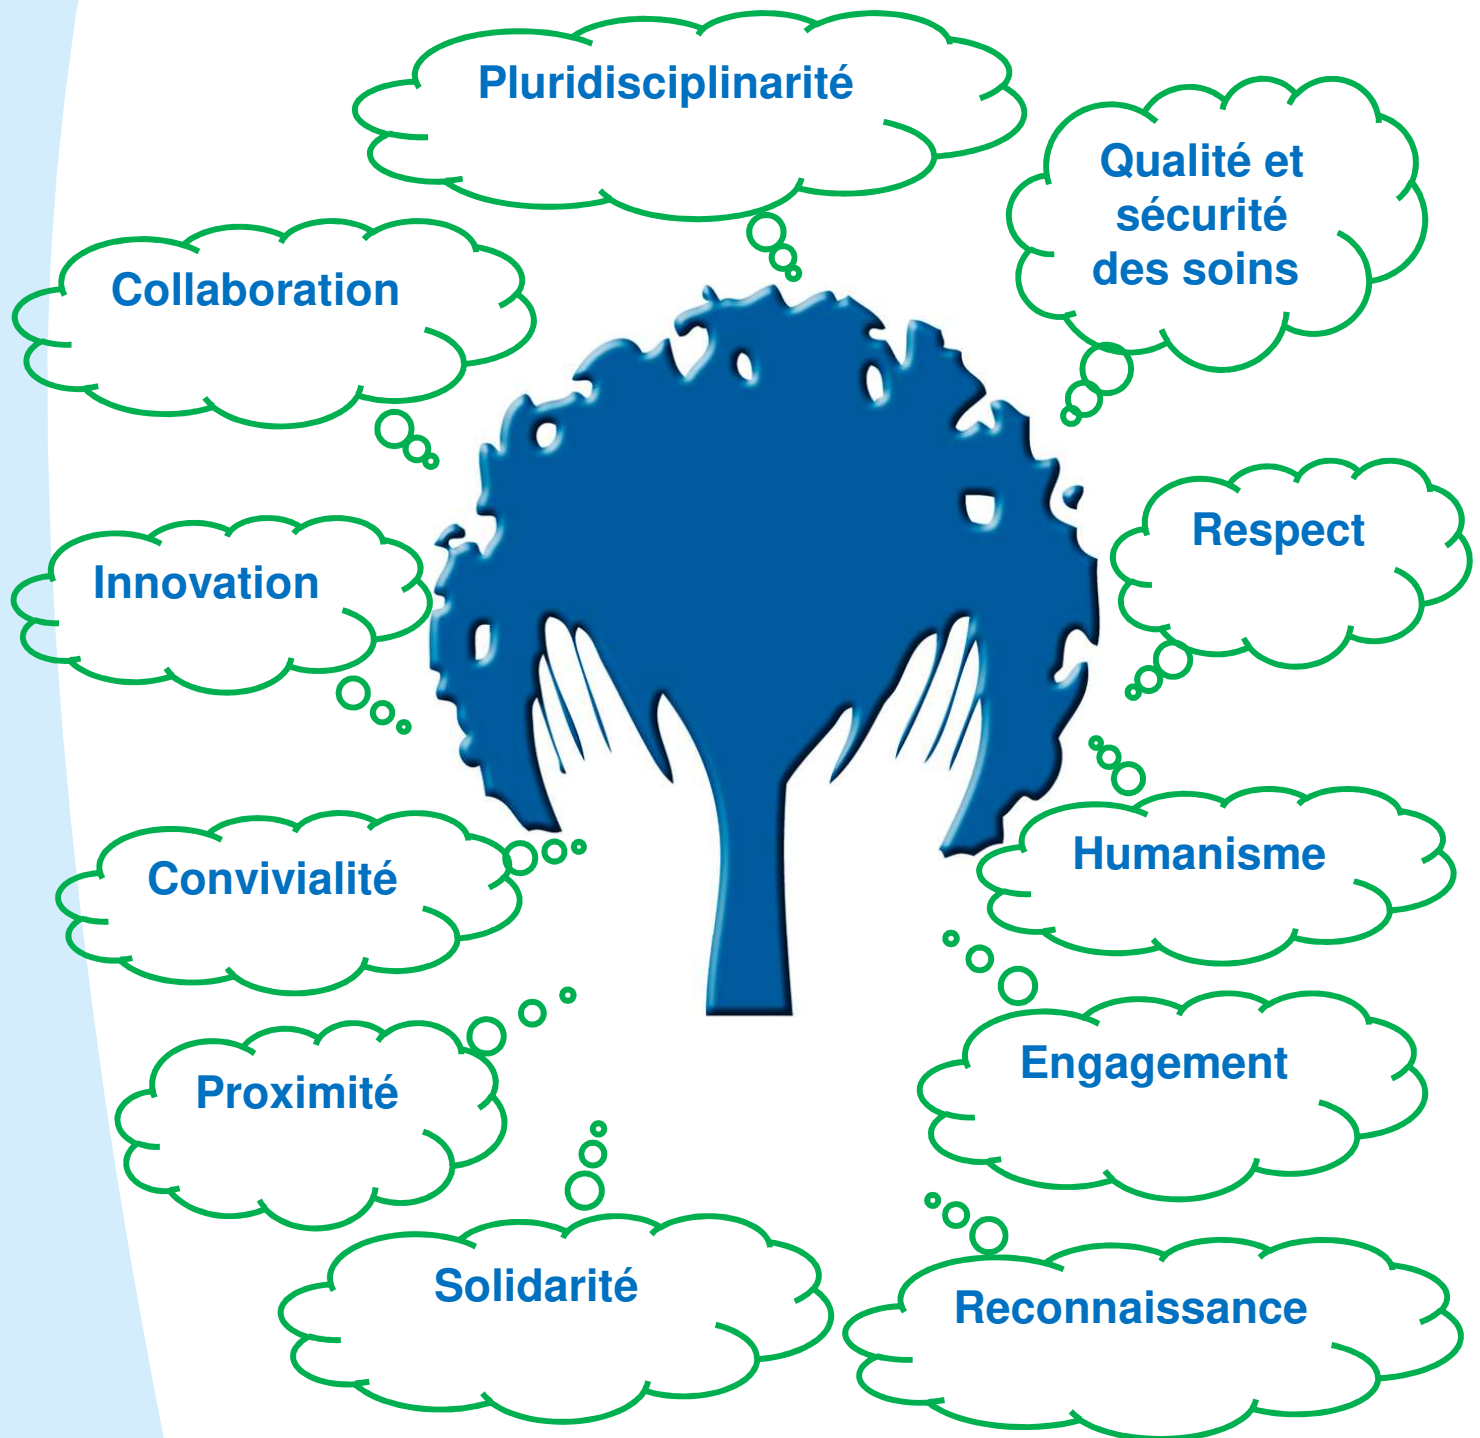 Pluridisciplinarité
Qualité et
sécurité
des soins
Collaboration
Respect
Innovation
Humanisme
Convivialité
Engagement
Proximité
Solidarité
Reconnaissance